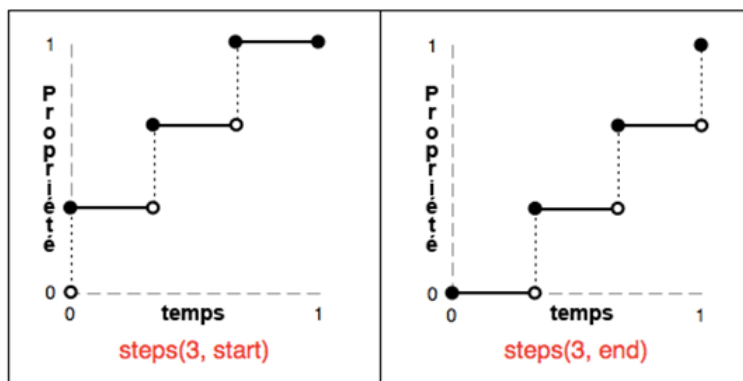 1
Propriété
0
0
temps
1
steps(3, start)
1
Propriété
0
0
temps
1
steps(3, end)